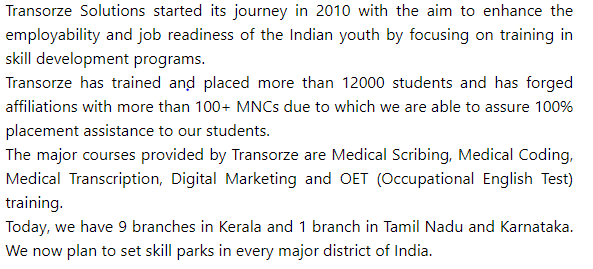 Transorze Solutions started its journey in 2010 with the aim to enhance the
employability and job readiness of the Indian youth by focusing on training in
skill development programs.
Transorze has trained and placed more than 12000 students and has forged
affiliations with more than 100+ MNCs due to which we are able to assure 100%
placement assistance to our students.
The major courses provided by Transorze are Medical Scribing, Medical Coding,
Medical Transcription, Digital Marketing and OET (Occupational English Test)
training.
Today, we have 9 branches in Kerala and 1 branch in Tamil Nadu and Karnataka.
We now plan to set skill parks in every major district of India.